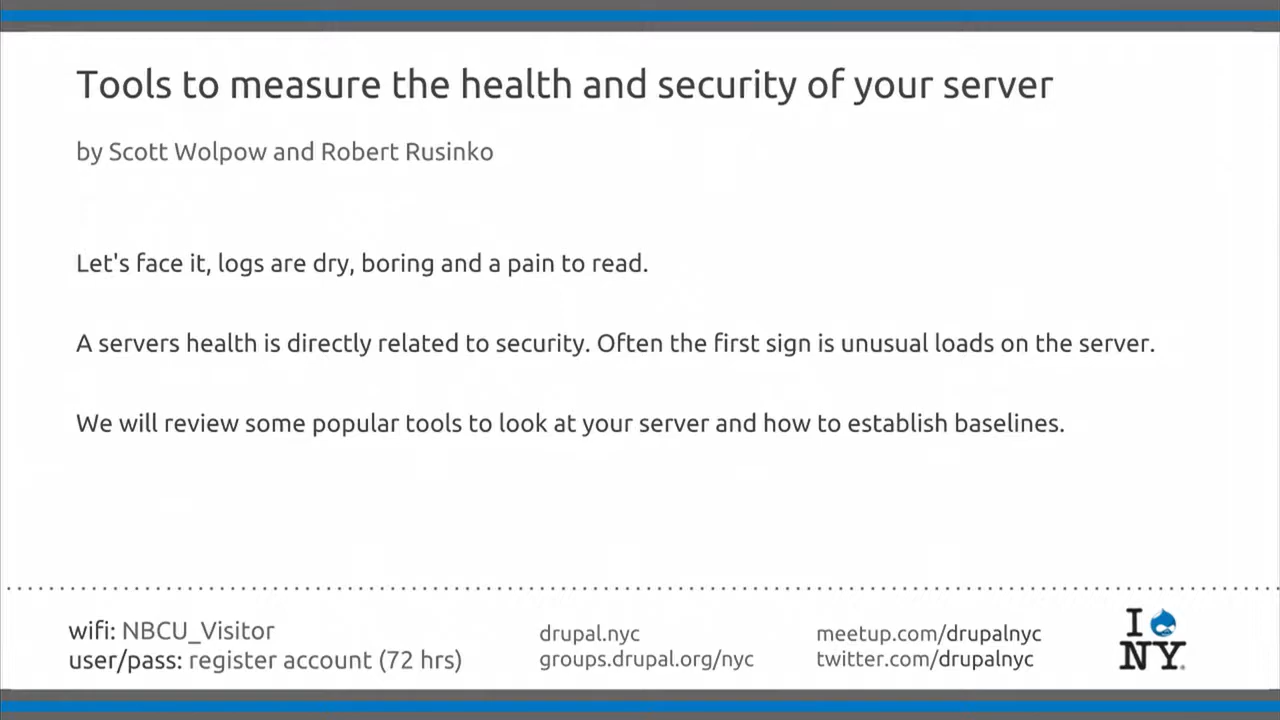 Tools to measure the health and security of your server
by Scott Wolpow and Robert Rusinko
Let's face it, logs are dry, boring and a pain to read.
A servers health is directly related to security. Often the first sign is unusual loads on the server.
We will review some popular tools to look at your server and how to establish baselines.
wifi: NBCU_Visitor
user/pass: register account (72 hrs)
drupal.nyc
groups.drupal.org/nyc
meetup.com/drupalnyc
twitter.com/drupalnyc
I
NY